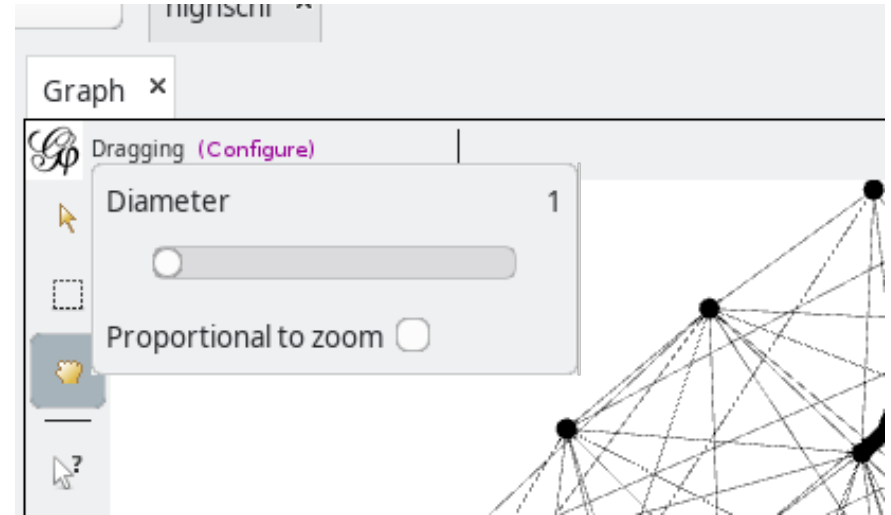 Graph ×
Dragging (Configure)
Diameter 1
Proportional to zoom
?